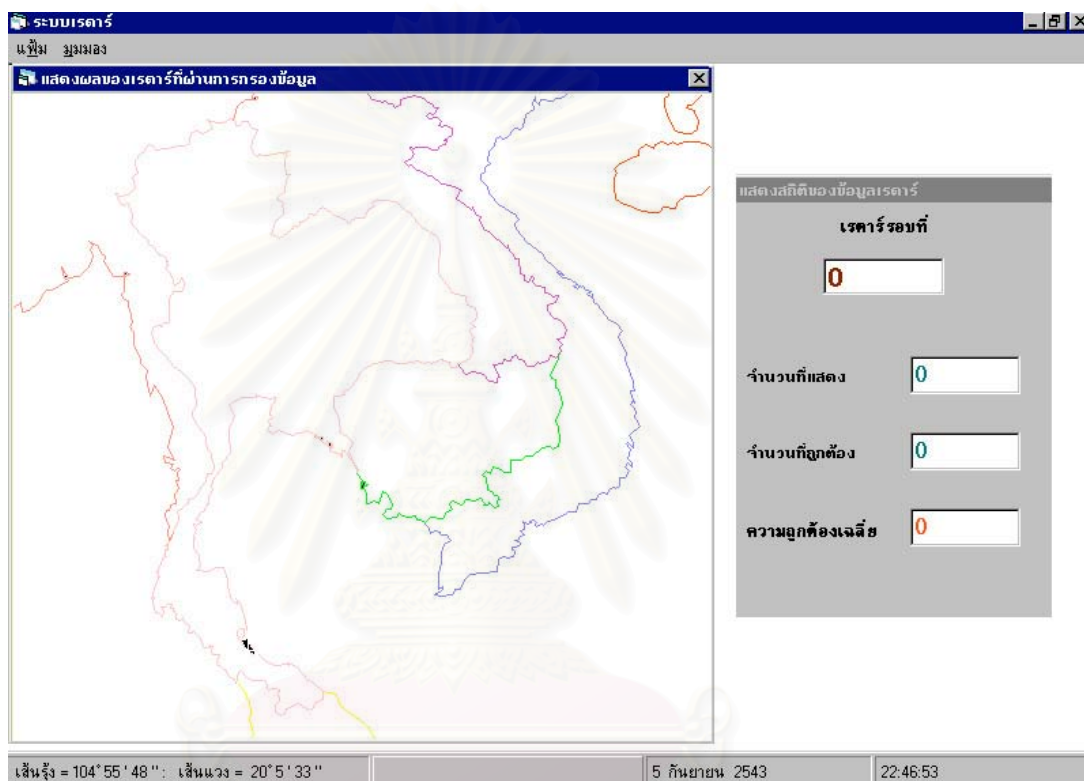 ระบบเรดาร์
แฟ้ม มุมมอง
แสดงผลของเรดาร์ที่ผ่านการกรองข้อมูล
แสดงสถิติของข้อมูลเรดาร์
เรดาร์รอบที่
0
จำนวนที่แสดง 0
จำนวนที่ถูกต้อง 0
ความถูกต้องเฉลี่ย 0
เส้นรุ้ง = 104° 55 ' 48 '' : เส้นแวง = 20° 5 ' 33 ''
5 กันยายน 2543
22:46:53